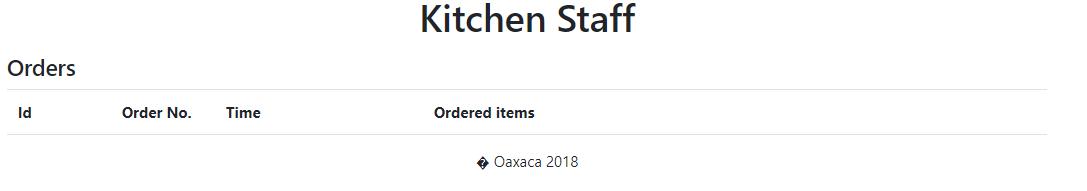 Kitchen Staff
Orders
Id Order No. Time Ordered items
� Oaxaca 2018